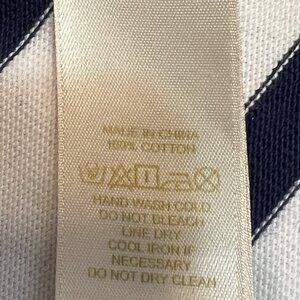 MADE IN CHINA
100% COTTON
HAND WASH COLD
DO NOT BLEACH
LINE DRY
COOL IRON IF
NECESSARY
DO NOT DRY CLEAN